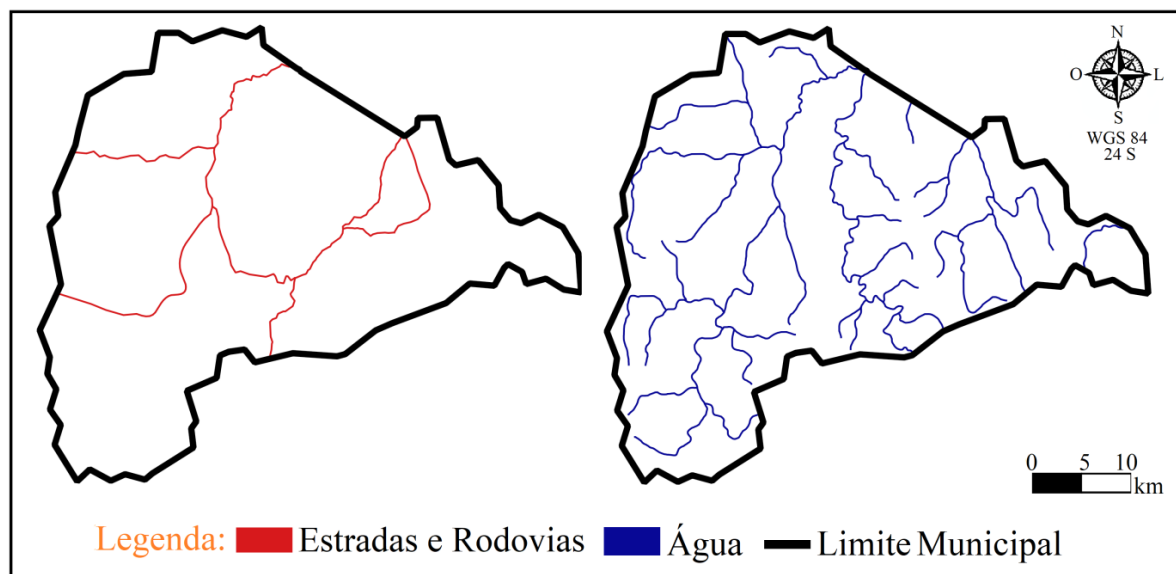 N
O L
S
WGS 84
24 S
0 5 10
km
Legenda: Estradas e Rodovias Água Limite Municipal